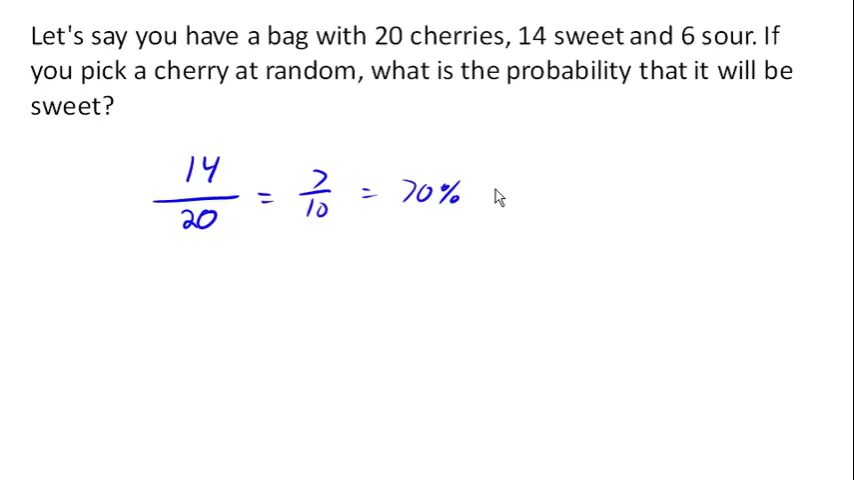 Let's say you have a bag with 20 cherries, 14 sweet and 6 sour. If
you pick a cherry at random, what is the probability that it will be
sweet?
14/20 = 7/10 = 70%